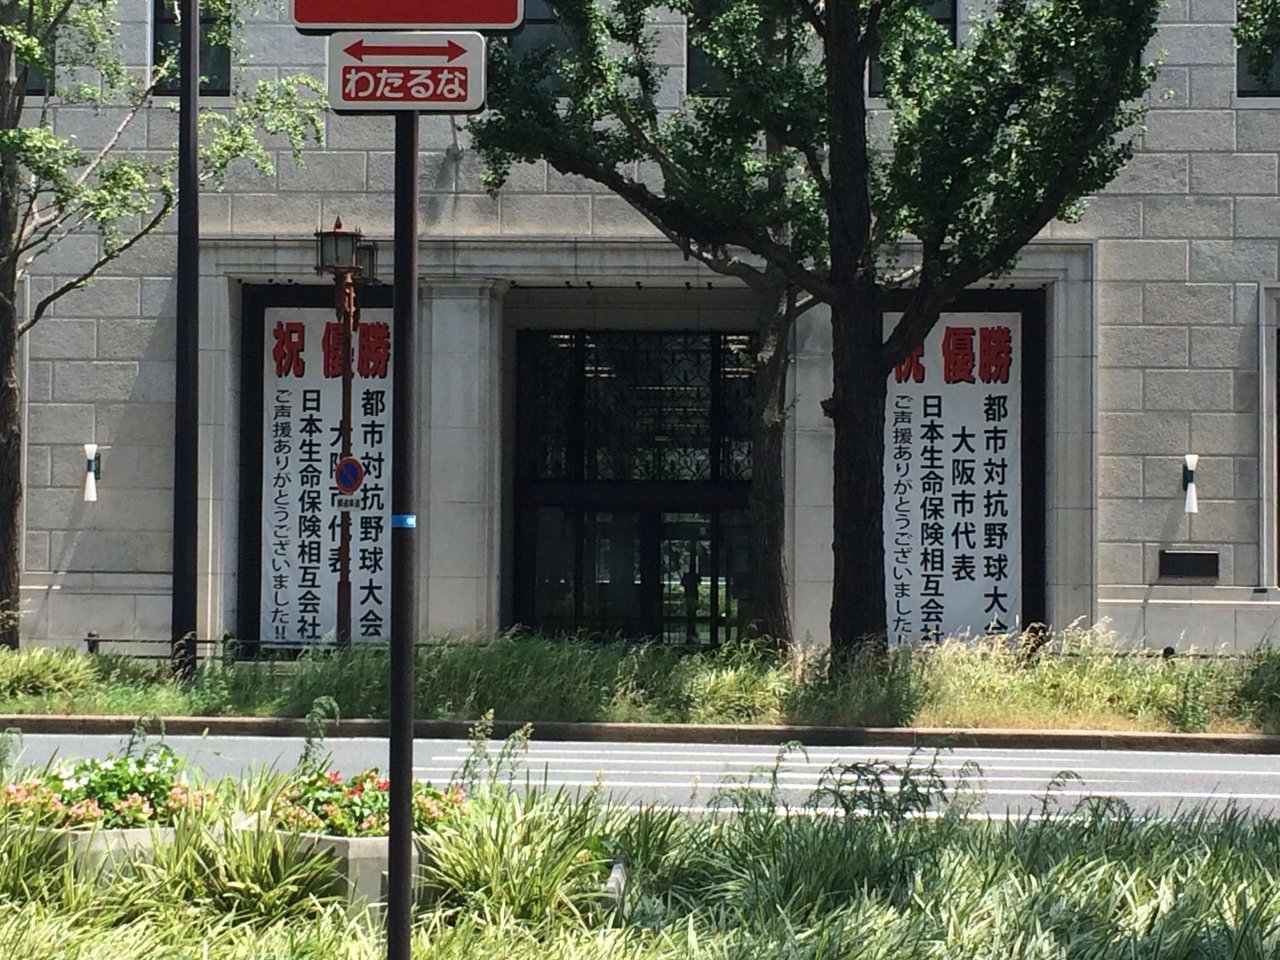 わたるな
祝 優勝
都市対抗野球大会
大阪市代表
日本生命保険相互会社
ご声援ありがとうございました!!
祝 優勝
都市対抗野球大会
大阪市代表
日本生命保険相互会社
ご声援ありがとうございました!!